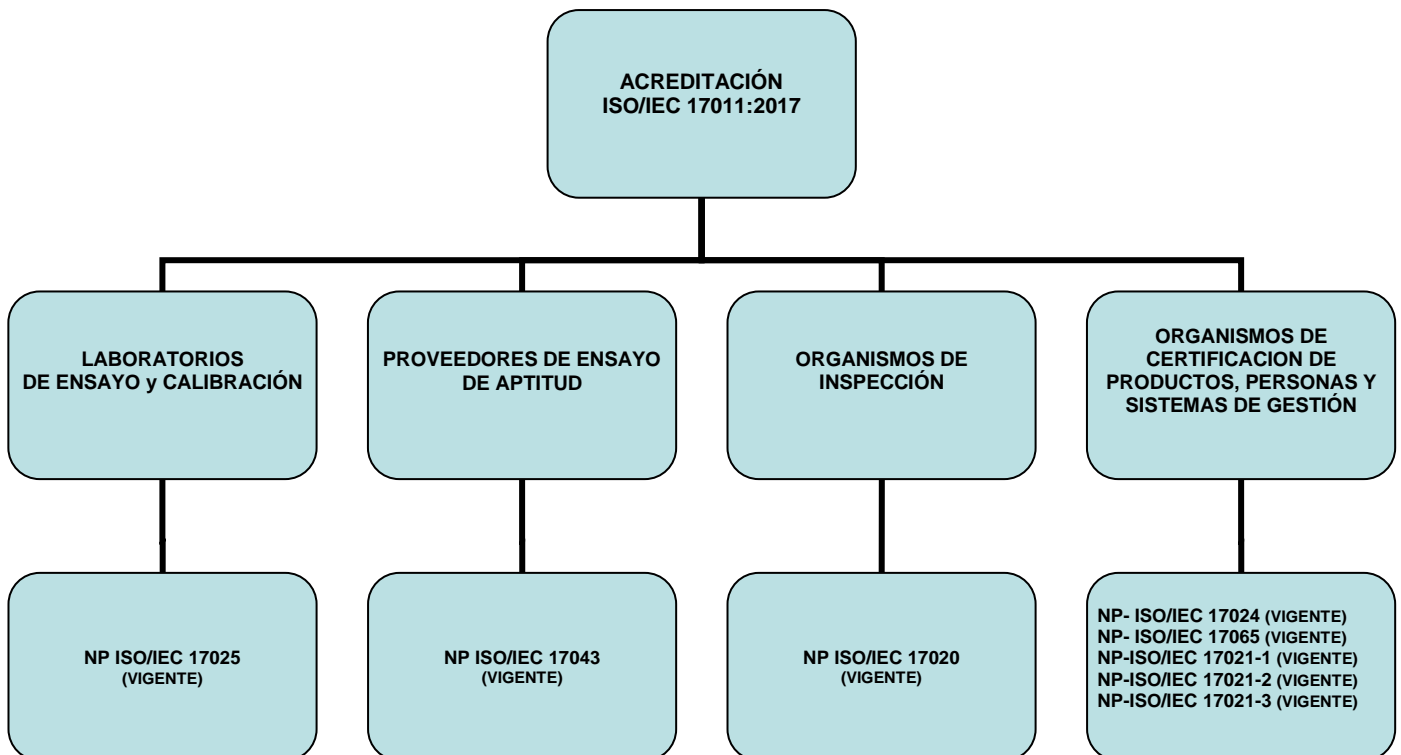 ACREDITACIÓN
ISO/IEC 17011:2017
LABORATORIOS
DE ENSAYO y CALIBRACIÓN
PROVEEDORES DE ENSAYO
DE APTITUD
ORGANISMOS DE
INSPECCIÓN
ORGANISMOS DE
CERTIFICACION DE
PRODUCTOS, PERSONAS Y
SISTEMAS DE GESTIÓN
NP ISO/IEC 17025
(VIGENTE)
NP ISO/IEC 17043
(VIGENTE)
NP ISO/IEC 17020
(VIGENTE)
NP- ISO/IEC 17024 (VIGENTE)
NP- ISO/IEC 17065 (VIGENTE)
NP-ISO/IEC 17021-1 (VIGENTE)
NP-ISO/IEC 17021-2 (VIGENTE)
NP-ISO/IEC 17021-3 (VIGENTE)